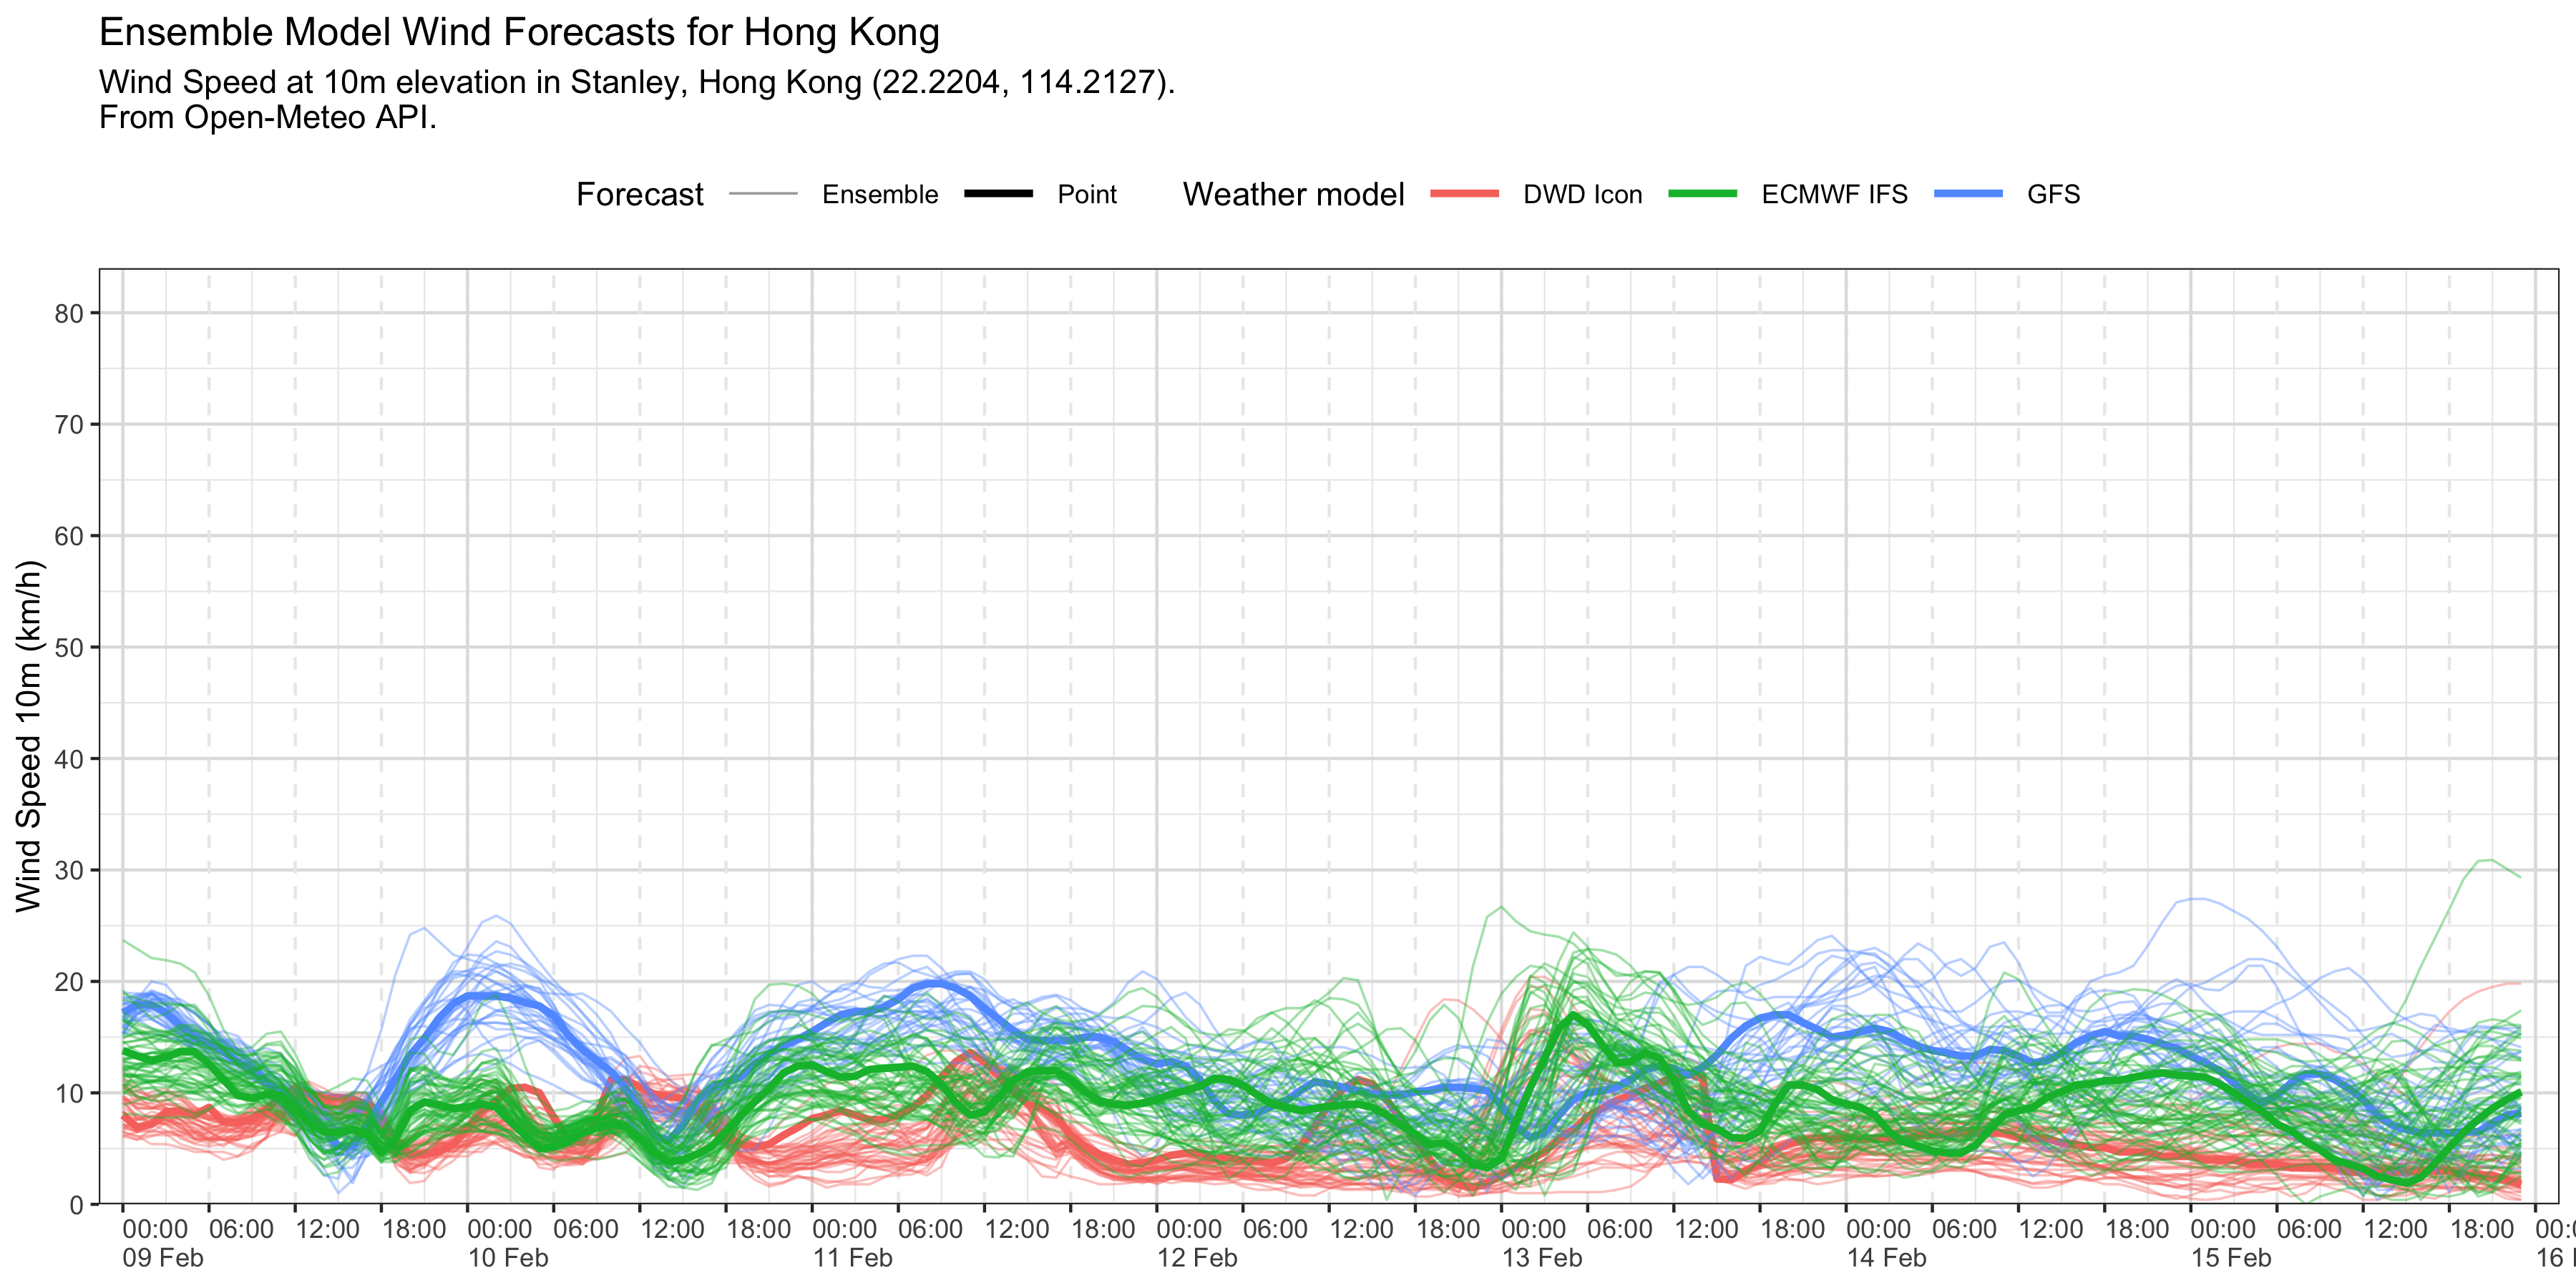 Ensemble Model Wind Forecasts for Hong Kong
Wind Speed at 10m elevation in Stanley, Hong Kong (22.2204, 114.2127).
From Open-Meteo API.
Forecast Ensemble Point Weather model DWD Icon ECMWF IFS GFS
Wind Speed 10m (km/h)
80
70
60
50
40
30
20
10
0
00:00 06:00 12:00 18:00 00:00 06:00 12:00 18:00 00:00 06:00 12:00 18:00 00:00 06:00 12:00 18:00 00:00 06:00 12:00 18:00 00:00 06:00 12:00 18:00 00:00 06:00 12:00 18:00
09 Feb 10 Feb 11 Feb 12 Feb 13 Feb 14 Feb 15 Feb 16